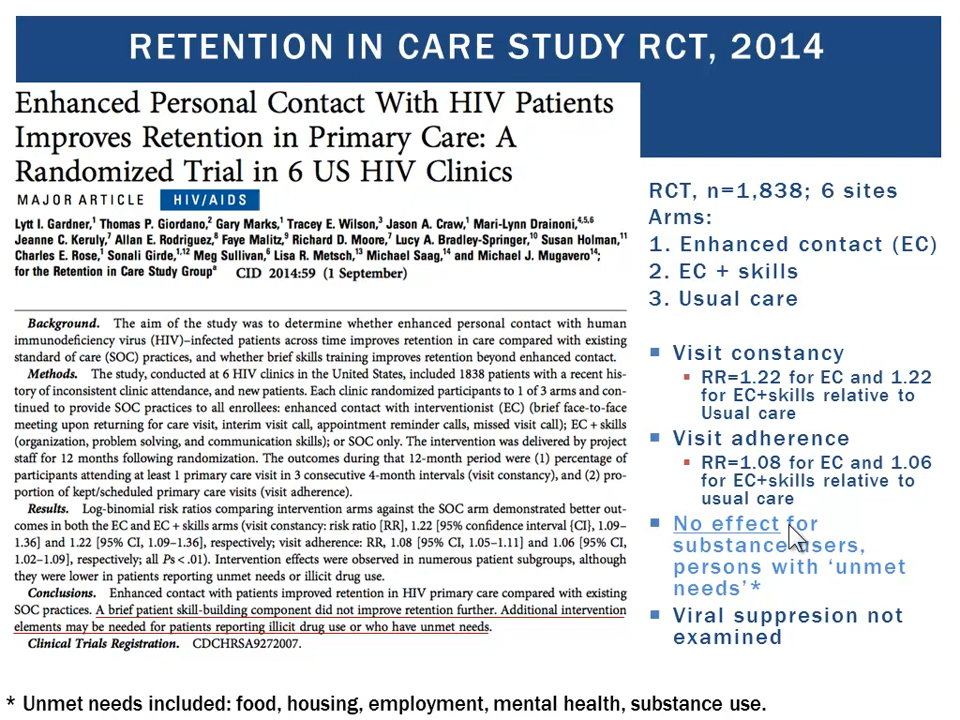 RETENTION IN CARE STUDY RCT, 2014
Enhanced Personal Contact With HIV Patients
Improves Retention in Primary Care: A
Randomized Trial in 6 US HIV Clinics
MAJOR ARTICLE HIV/AIDS
Lytt I. Gardner,1 Thomas P. Giordano,2 Gary Marks,1 Tracey E. Wilson,3 Jason A. Craw,1 Mari-Lynn Drainoni,4,5,6
Jeanne C. Keruly,7 Allan E. Rodriguez,8 Faye Malitz,9 Richard D. Moore,7 Lucy A. Bradley-Springer,10 Susan Holman,11
Charles E. Rose,1 Sonali Girde,1,12 Meg Sullivan,6 Lisa R. Metsch,13 Michael Saag,14 and Michael J. Mugavero14;
for the Retention in Care Study Groupa CID 2014:59 (1 September)
Background. The aim of the study was to determine whether enhanced personal contact with human
immunodeficiency virus (HIV)–infected patients across time improves retention in care compared with existing
standard of care (SOC) practices, and whether brief skills training improves retention beyond enhanced contact.
Methods. The study, conducted at 6 HIV clinics in the United States, included 1838 patients with a recent his-
tory of inconsistent clinic attendance, and new patients. Each clinic randomized participants to 1 of 3 arms and con-
tinued to provide SOC practices to all enrollees: enhanced contact with interventionist (EC) (brief face-to-face
meeting upon returning for care visit, interim visit call, appointment reminder calls, missed visit call); EC + skills
(organization, problem solving, and communication skills); or SOC only. The intervention was delivered by project
staff for 12 months following randomization. The outcomes during that 12-month period were (1) percentage of
participants attending at least 1 primary care visit in 3 consecutive 4-month intervals (visit constancy), and (2) pro-
portion of kept/scheduled primary care visits (visit adherence).
Results. Log-binomial risk ratios comparing intervention arms against the SOC arm demonstrated better out-
comes in both the EC and EC + skills arms (visit constancy: risk ratio [RR], 1.22 [95% confidence interval {CI}, 1.09–
1.36] and 1.22 [95% CI, 1.09–1.36], respectively; visit adherence: RR, 1.08 [95% CI, 1.05–1.11] and 1.06 [95% CI,
1.02–1.09], respectively; all Ps < .01). Intervention effects were observed in numerous patient subgroups, although
they were lower in patients reporting unmet needs or illicit drug use.
Conclusions. Enhanced contact with patients improved retention in HIV primary care compared with existing
SOC practices. A brief patient skill-building component did not improve retention further. Additional intervention
elements may be needed for patients reporting illicit drug use or who have unmet needs.
Clinical Trials Registration. CDCHRSA9272007.
RCT, n=1,838; 6 sites
Arms:
1. Enhanced contact (EC)
2. EC + skills
3. Usual care
Visit constancy
RR=1.22 for EC and 1.22
for EC+skills relative to
Usual care
Visit adherence
RR=1.08 for EC and 1.06
for EC+skills relative to
usual care
No effect for
substance users,
persons with ‘unmet
needs’*
Viral suppresion not
examined
* Unmet needs included: food, housing, employment, mental health, substance use.